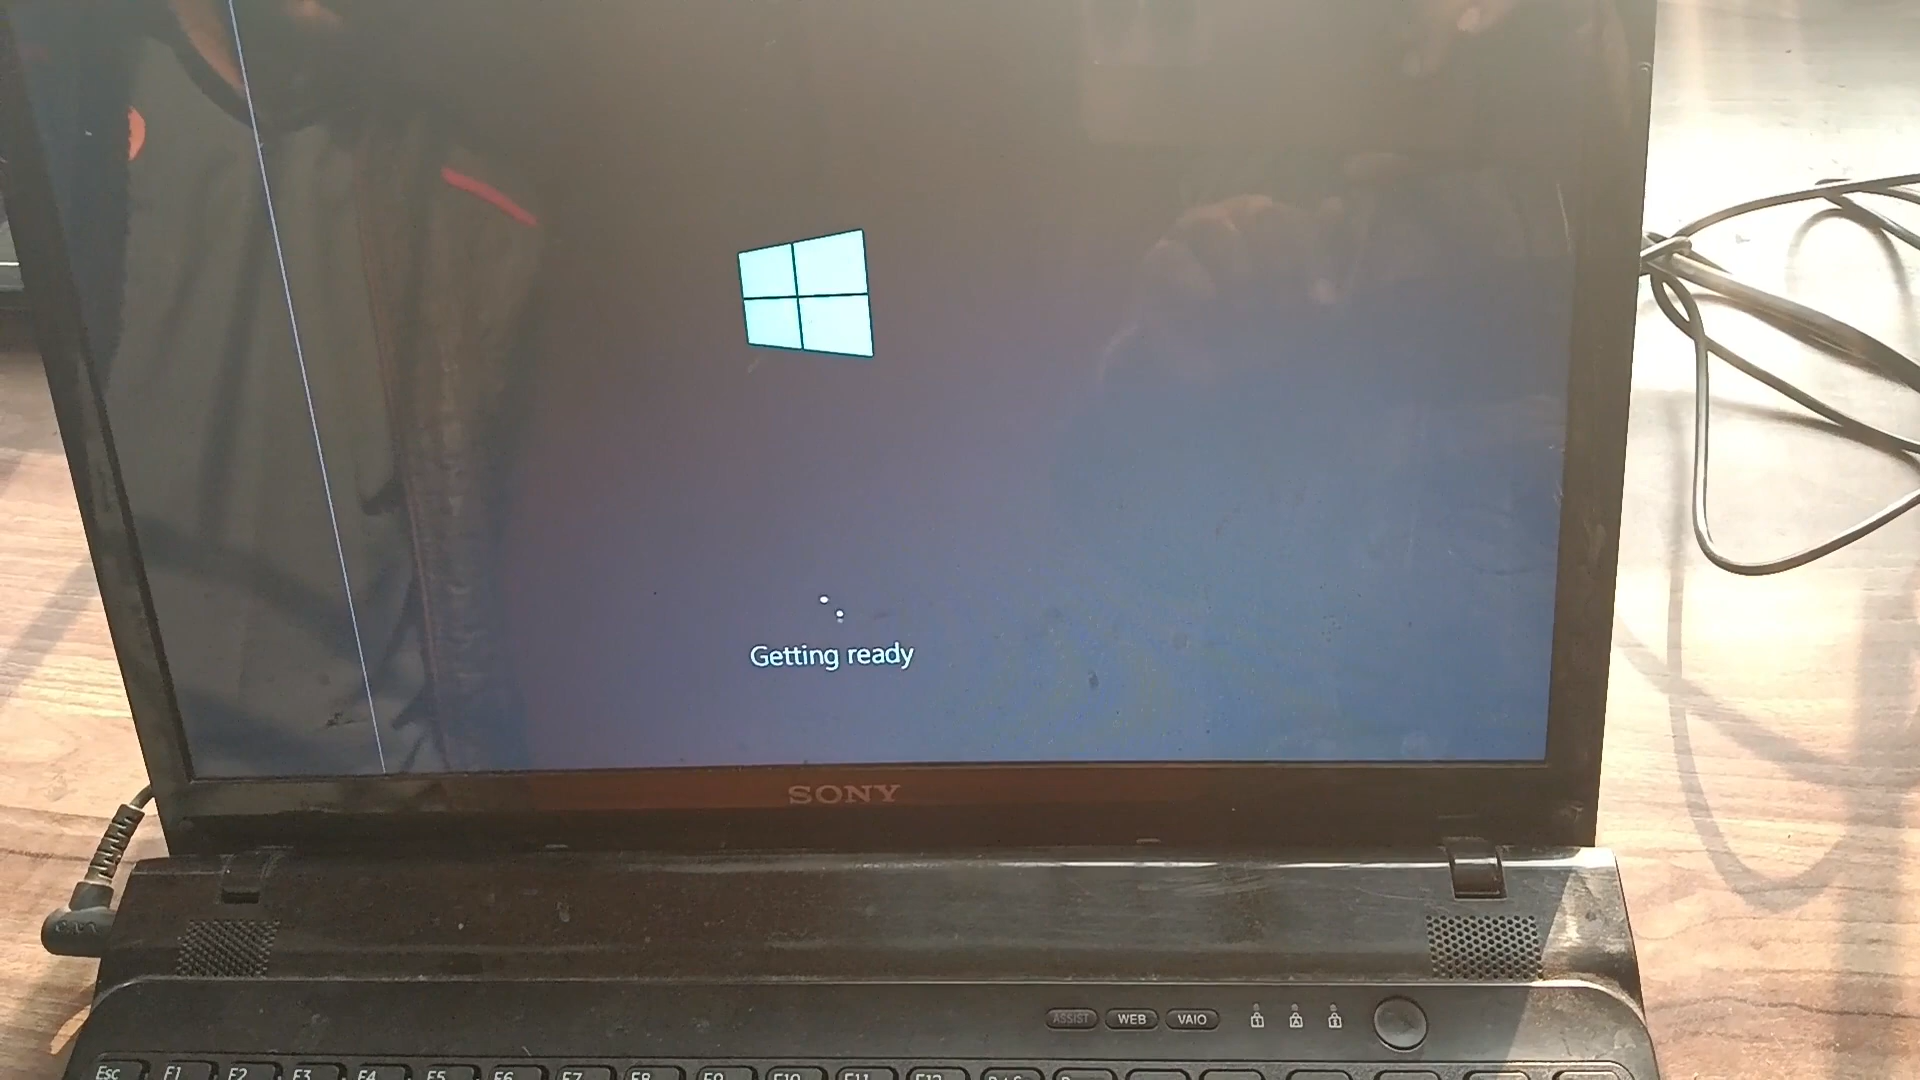 Getting ready
SONY
ASSIST WEB VAIO
Esc F1 F2 F3 F4 F5 F6 F7 F8 F9 F10 F11 F12